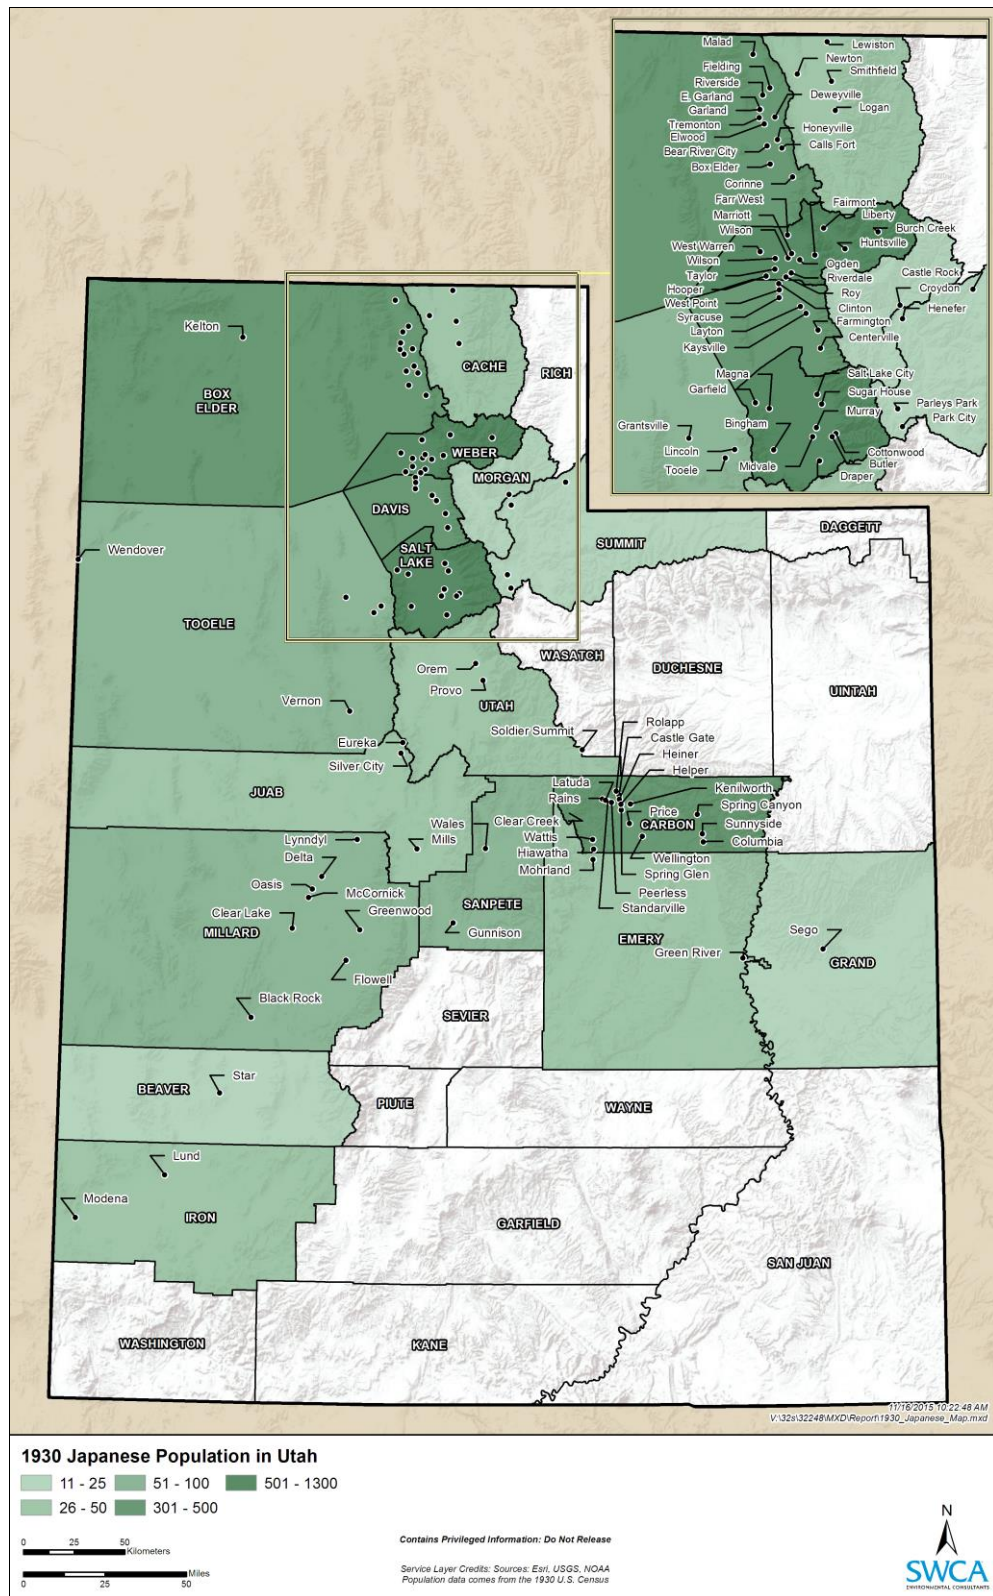 Malad
Lewiston
Newton
Fielding
Smithfield
Riverside
Deweyville
E. Garland
Garland
Logan
Tremonton
Honeyville
Elwood
Calls Fort
Bear River City
Box Elder
Corinne
Farr West
Fairmont
Marriott
Liberty
Wilson
Burch Creek
West Warren
Huntsville
Wilson
Ogden
Taylor
Riverdale
Castle Rock
Hooper
Roy
Croydon
West Point
Clinton
Henefer
Syracuse
Farmington
Layton
Centerville
Kaysville
Magna
Salt Lake City
Garfield
Sugar House
Parleys Park
Murray
Park City
Grantsville
Bingham
Lincoln
Cottonwood
Tooele
Midvale
Butler
Draper
Kelton
CACHE
RICH
BOX
ELDER
WEBER
MORGAN
DAVIS
DAGGETT
SUMMIT
Wendover
SALT
LAKE
TOOELE
WASATCH
DUCHESNE
UINTAH
Orem
Provo
Vernon
UTAH
Rolapp
Soldier Summit
Castle Gate
Eureka
Heiner
Silver City
Helper
Latuda
Kenilworth
JUAB
Rains
Price
Spring Canyon
Clear Creek
CARBON
Sunnyside
Lynndyl
Wales
Mills
Wattis
Columbia
Delta
Hiawatha
Wellington
Mohrland
Spring Glen
Oasis
McCornick
Peerless
Clear Lake
Greenwood
SANPETE
Standarville
MILLARD
Gunnison
EMERY
Sego
Green River
GRAND
Flowell
Black Rock
SEVIER
Star
BEAVER
PIUTE
WAYNE
Lund
Modena
IRON
GARFIELD
SAN JUAN
WASHINGTON
KANE
11/16/2015 10:22:48 AM
V:\32s\32248\MXD\Report\1930_Japanese_Map.mxd
1930 Japanese Population in Utah
11 - 25 51 - 100 501 - 1300
26 - 50 301 - 500
0 25 50
Kilometers
0 25 50
Miles
Contains Privileged Information: Do Not Release
Service Layer Credits: Sources: Esri, USGS, NOAA
Population data comes from the 1930 U.S. Census
N
SWCA
ENVIRONMENTAL CONSULTANTS